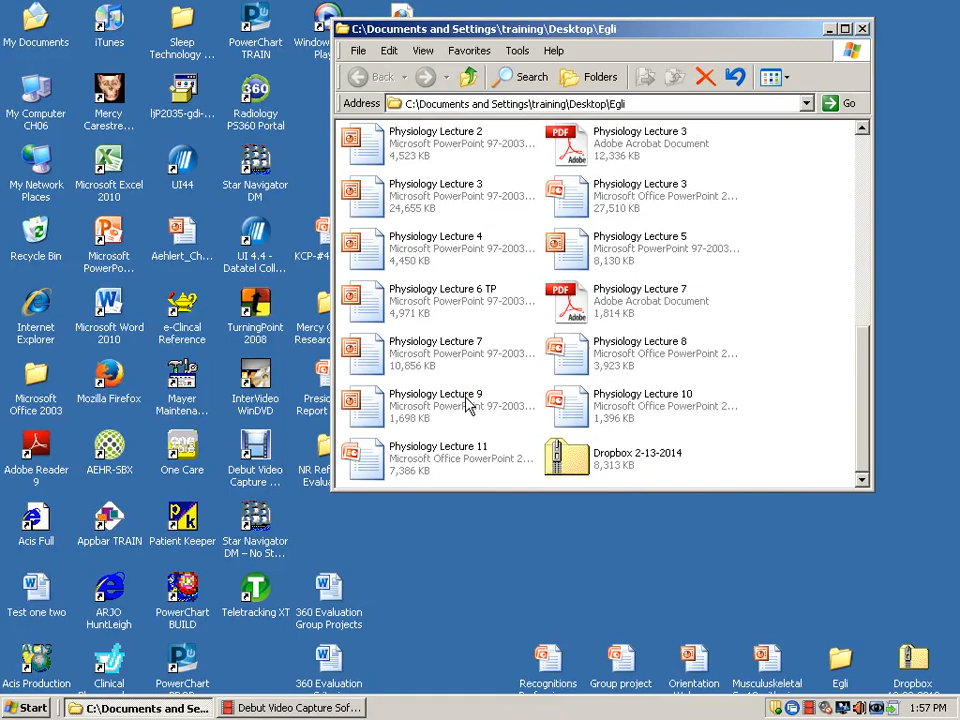 My Documents
iTunes
Sleep
Technology ...
PowerChart
TRAIN
Window
Play
C:\Documents and Settings\training\Desktop\Egli
File Edit View Favorites Tools Help
Back
Search
Folders
Address
C:\Documents and Settings\training\Desktop\Egli
Go
My Computer
CH06
Mercy
Carestre...
ljP2035-gdi-...
Radiology
PS360 Portal
My Network
Places
Microsoft Excel
2010
UI44
Star Navigator
DM
Recycle Bin
Microsoft
PowerPo...
Aehlert_Ch...
UI 4.4 -
Datatel Coll...
KCP-#4
Internet
Explorer
Microsoft Word
2010
e-Clincal
Reference
TurningPoint
2008
Mercy C
Researc
Microsoft
Office 2003
Mozilla Firefox
Mayer
Maintena...
InterVideo
WinDVD
Presid
Report
Adobe Reader
9
AEHR-SBX
One Care
Debut Video
Capture ...
NR Ref
Evalua
Acis Full
Appbar TRAIN
Patient Keeper
Star Navigator
DM – No St...
Test one two
ARJO
HuntLeigh
PowerChart
BUILD
Teletracking XT
360 Evaluation
Group Projects
Acis Production
Clinical
PowerChart
360 Evaluation
Physiology Lecture 2
Microsoft PowerPoint 97-2003...
4,523 KB
Physiology Lecture 3
Adobe Acrobat Document
12,336 KB
Physiology Lecture 3
Microsoft PowerPoint 97-2003...
24,655 KB
Physiology Lecture 3
Microsoft Office PowerPoint 2...
27,510 KB
Physiology Lecture 4
Microsoft PowerPoint 97-2003...
4,450 KB
Physiology Lecture 5
Microsoft PowerPoint 97-2003...
8,130 KB
Physiology Lecture 6 TP
Microsoft PowerPoint 97-2003...
4,971 KB
Physiology Lecture 7
Adobe Acrobat Document
1,814 KB
Physiology Lecture 7
Microsoft PowerPoint 97-2003...
10,856 KB
Physiology Lecture 8
Microsoft Office PowerPoint 2...
3,923 KB
Physiology Lecture 9
Microsoft PowerPoint 97-2003...
1,698 KB
Physiology Lecture 10
Microsoft Office PowerPoint 2...
1,396 KB
Physiology Lecture 11
Microsoft Office PowerPoint 2...
7,386 KB
Dropbox 2-13-2014
8,313 KB
Recognitions
Group project
Orientation
Musculuskeletal
Egli
Dropbox
Start
C:\Documents and Se...
Debut Video Capture Sof...
1:57 PM